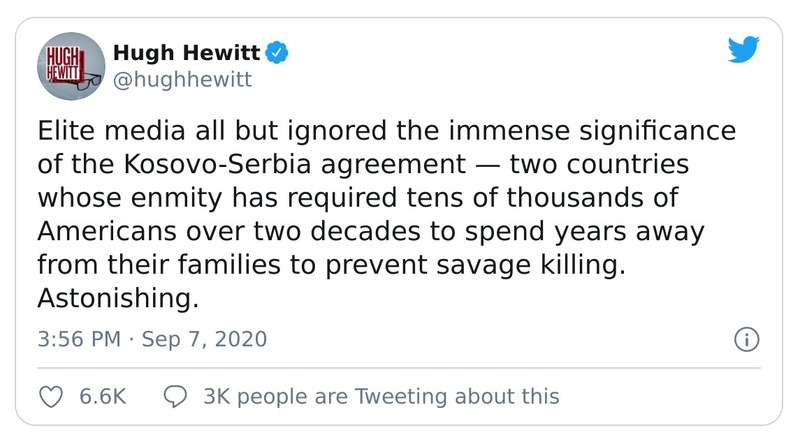 HUGH
HEWITT
Hugh Hewitt
@hughhewitt
Elite media all but ignored the immense significance
of the Kosovo-Serbia agreement — two countries
whose enmity has required tens of thousands of
Americans over two decades to spend years away
from their families to prevent savage killing.
Astonishing.
3:56 PM · Sep 7, 2020
6.6K 3K people are Tweeting about this